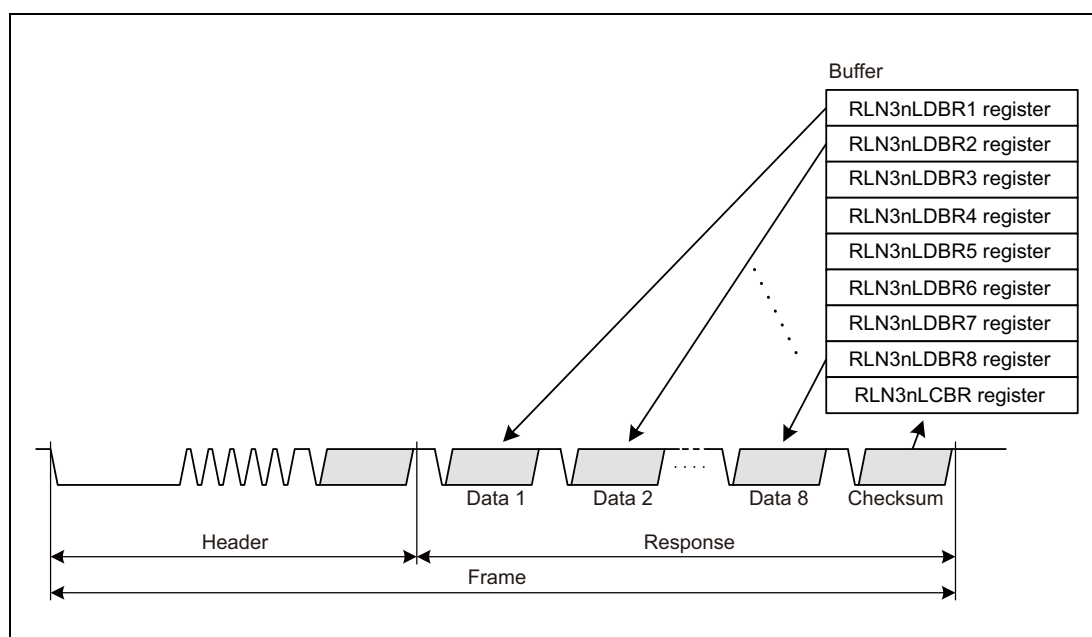 Buffer
RLN3nLDBR1 register
RLN3nLDBR2 register
RLN3nLDBR3 register
RLN3nLDBR4 register
RLN3nLDBR5 register
RLN3nLDBR6 register
RLN3nLDBR7 register
RLN3nLDBR8 register
RLN3nLCBR register
Data 1 Data 2 Data 8 Checksum
Header Response
Frame